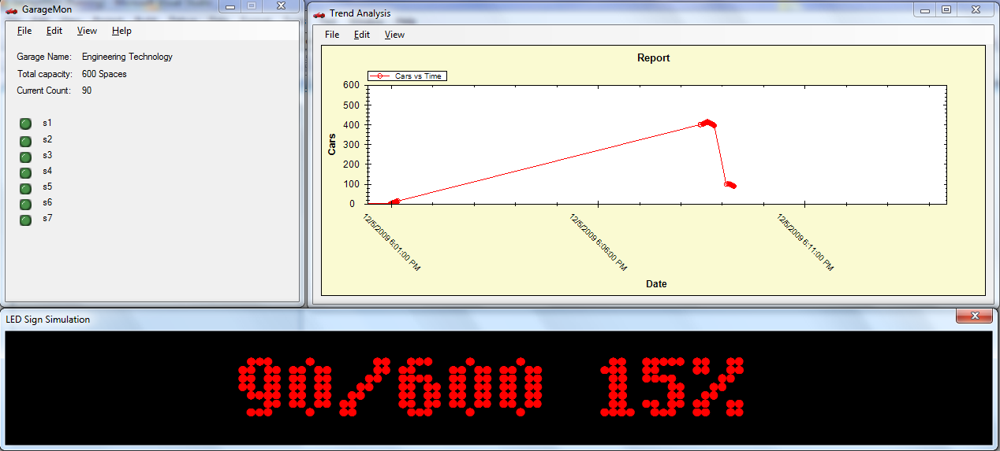 GarageMon
File Edit View Help
Garage Name: Engineering Technology
Total capacity: 600 Spaces
Current Count: 90
s1
s2
s3
s4
s5
s6
s7
Trend Analysis
File Edit View
Report
Cars vs Time
600
500
400
300
200
100
0
Cars
12/5/2009 6:01:00 PM
12/5/2009 6:06:00 PM
12/5/2009 6:11:00 PM
Date
LED Sign Simulation
90/600 15%